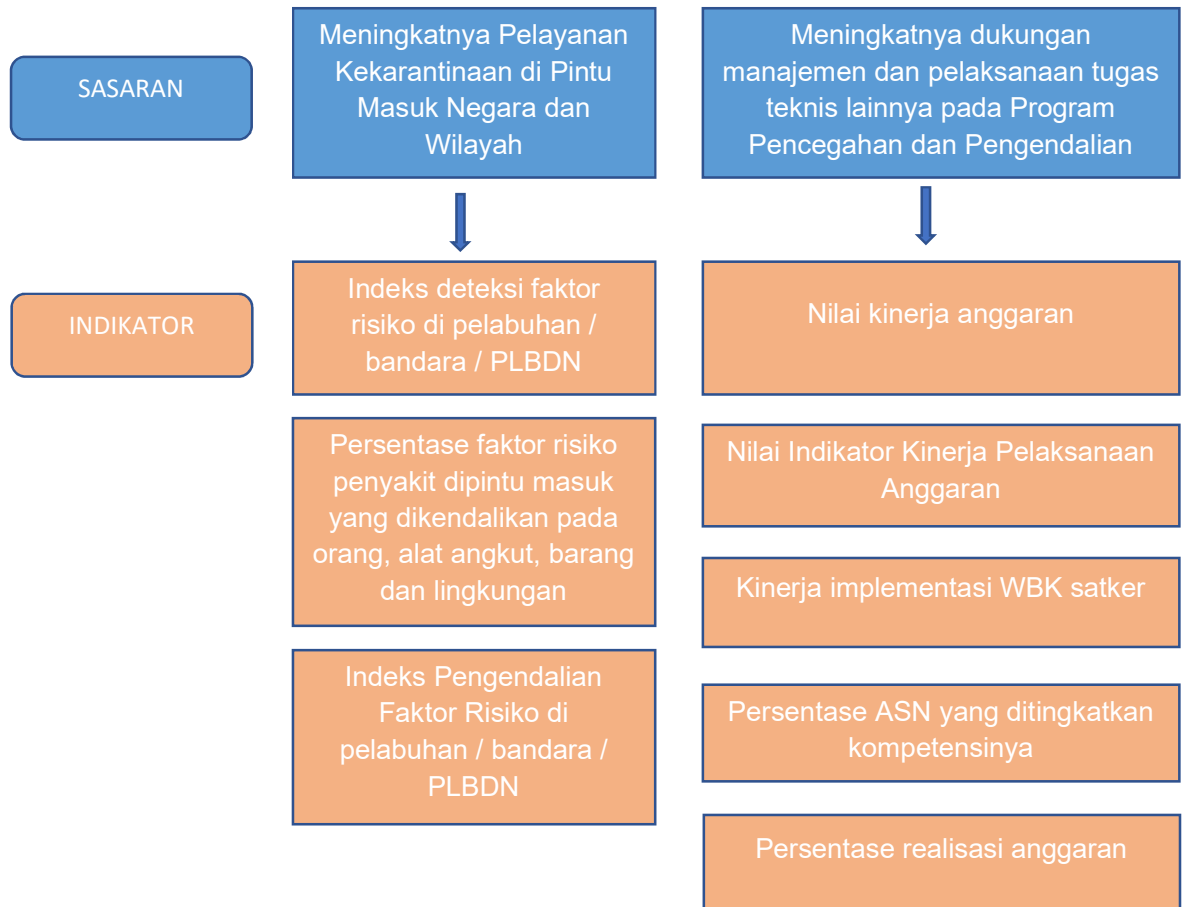 SASARAN
Meningkatnya Pelayanan
Kekarantinaan di Pintu
Masuk Negara dan
Wilayah
Meningkatnya dukungan
manajemen dan pelaksanaan tugas
teknis lainnya pada Program
Pencegahan dan Pengendalian
INDIKATOR
Indeks deteksi faktor
risiko di pelabuhan /
bandara / PLBDN
Persentase faktor risiko
penyakit dipintu masuk
yang dikendalikan pada
orang, alat angkut, barang
dan lingkungan
Indeks Pengendalian
Faktor Risiko di
pelabuhan / bandara /
PLBDN
Nilai kinerja anggaran
Nilai Indikator Kinerja Pelaksanaan
Anggaran
Kinerja implementasi WBK satker
Persentase ASN yang ditingkatkan
kompetensinya
Persentase realisasi anggaran